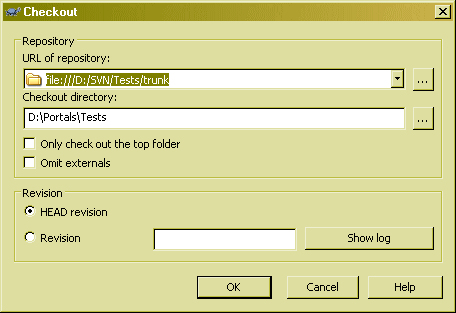 Checkout
Repository
URL of repository:
file:///D:/SVN/Tests/trunk
...
Checkout directory:
D:\Portals\Tests
...
Only check out the top folder
Omit externals
Revision
HEAD revision
Revision
Show log
OK
Cancel
Help